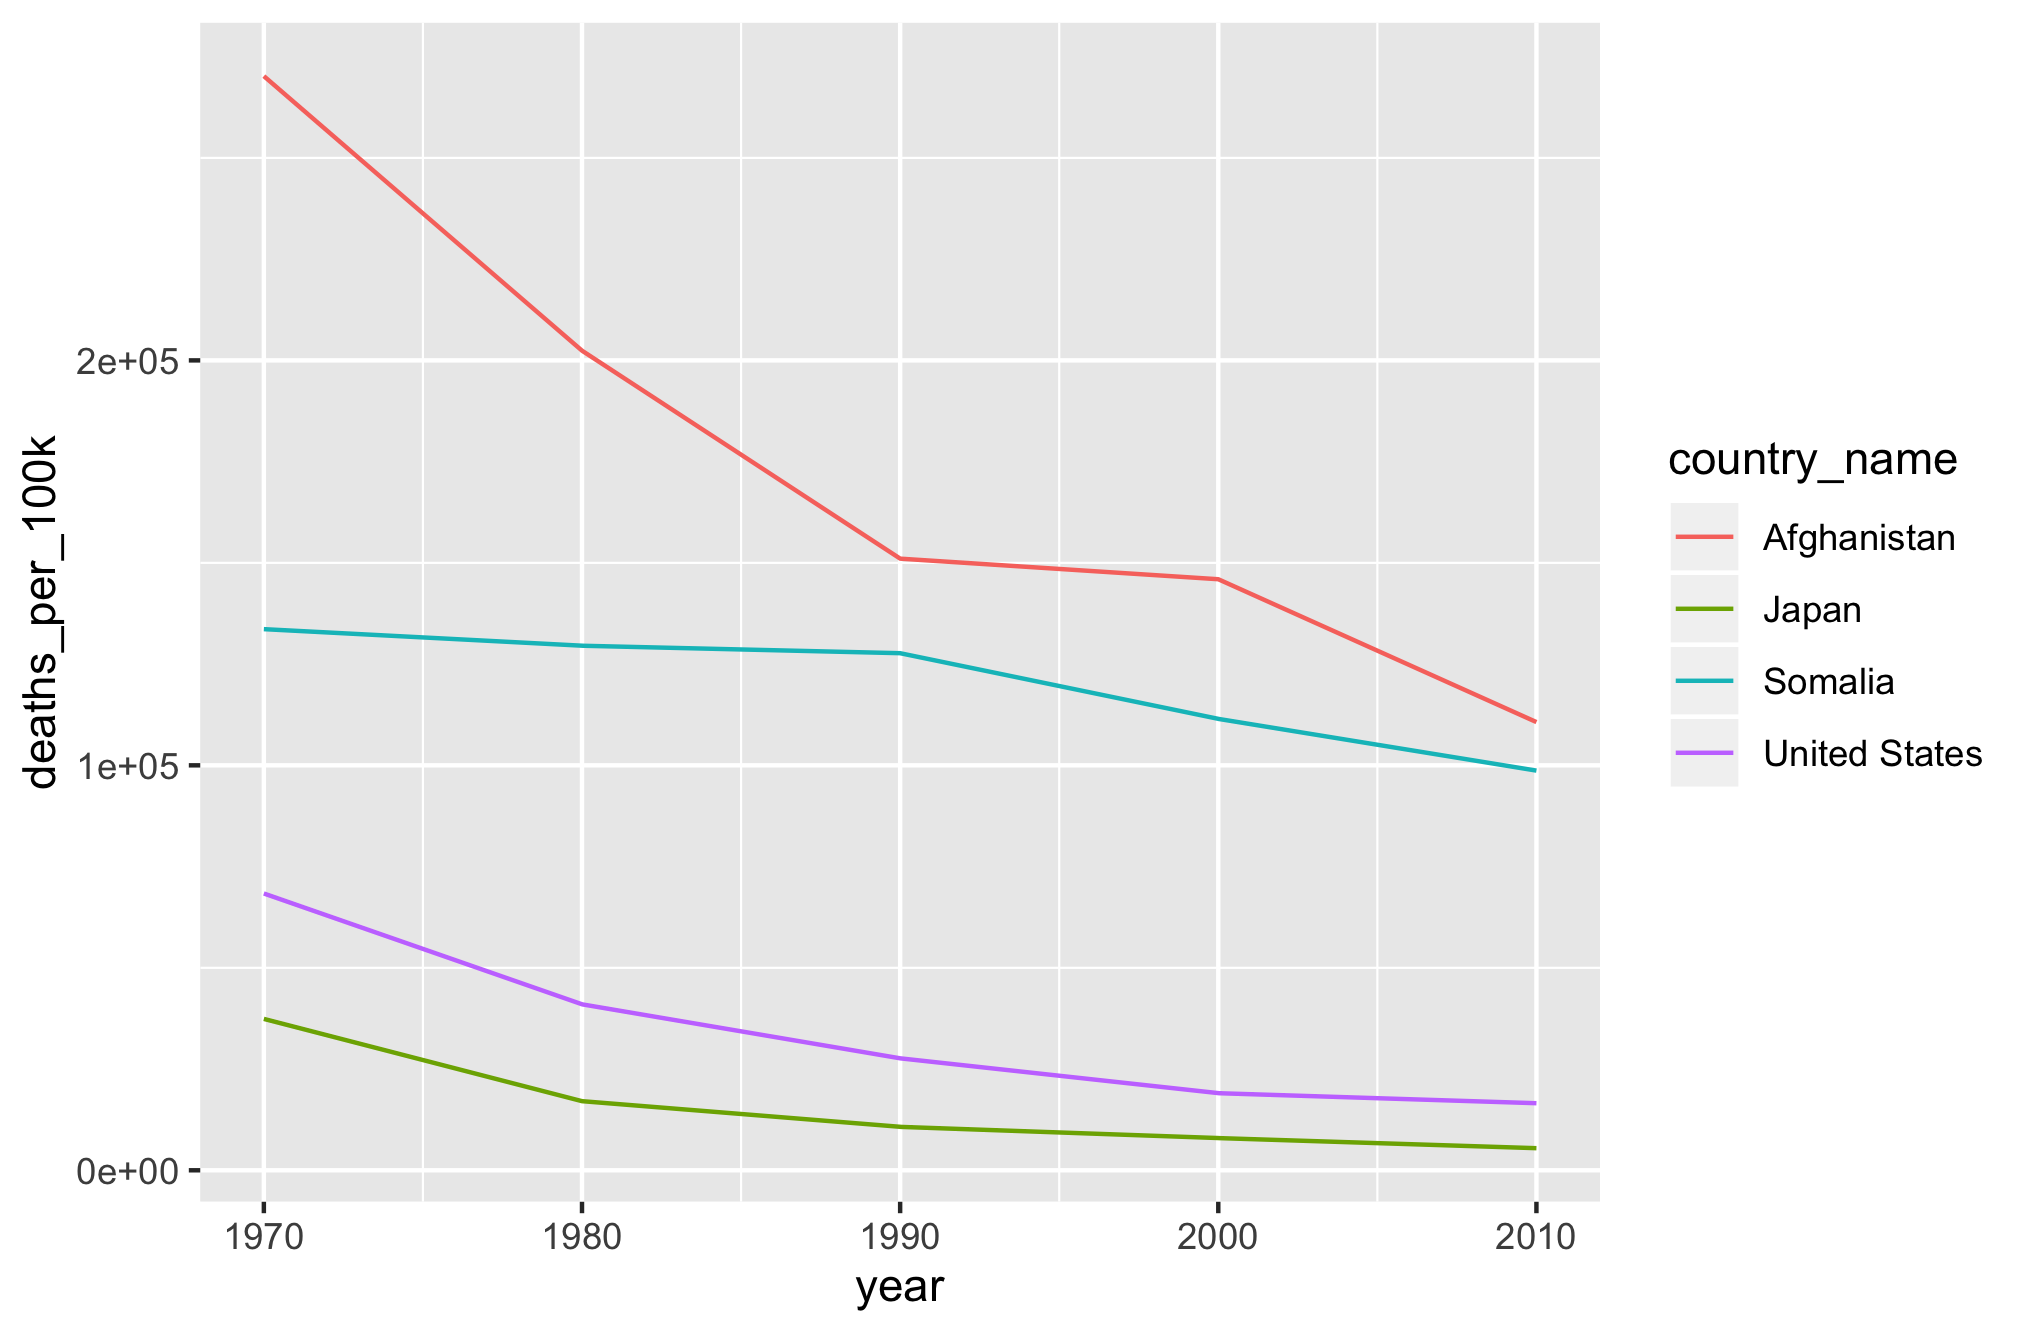 deaths_per_100k
2e+05
1e+05
0e+00
1970 1980 1990 2000 2010
year
country_name
Afghanistan
Japan
Somalia
United States